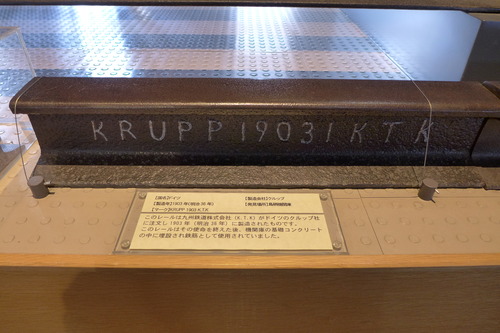 KRUPP 1903 I K T K
【国名】ドイツ 【製造会社】クルップ
【製造年】1903年(明治36年)
【マーク】KRUPP 1903 K.T.K
このレールは九州鉄道株式会社(K.T.K)がドイツのクルップ社
に注文し1903年(明治36年)に製造されたものです。
このレールはその使命を終えた後、機関庫の基礎コンクリート
の中に埋設され鉄筋として使用されていました。